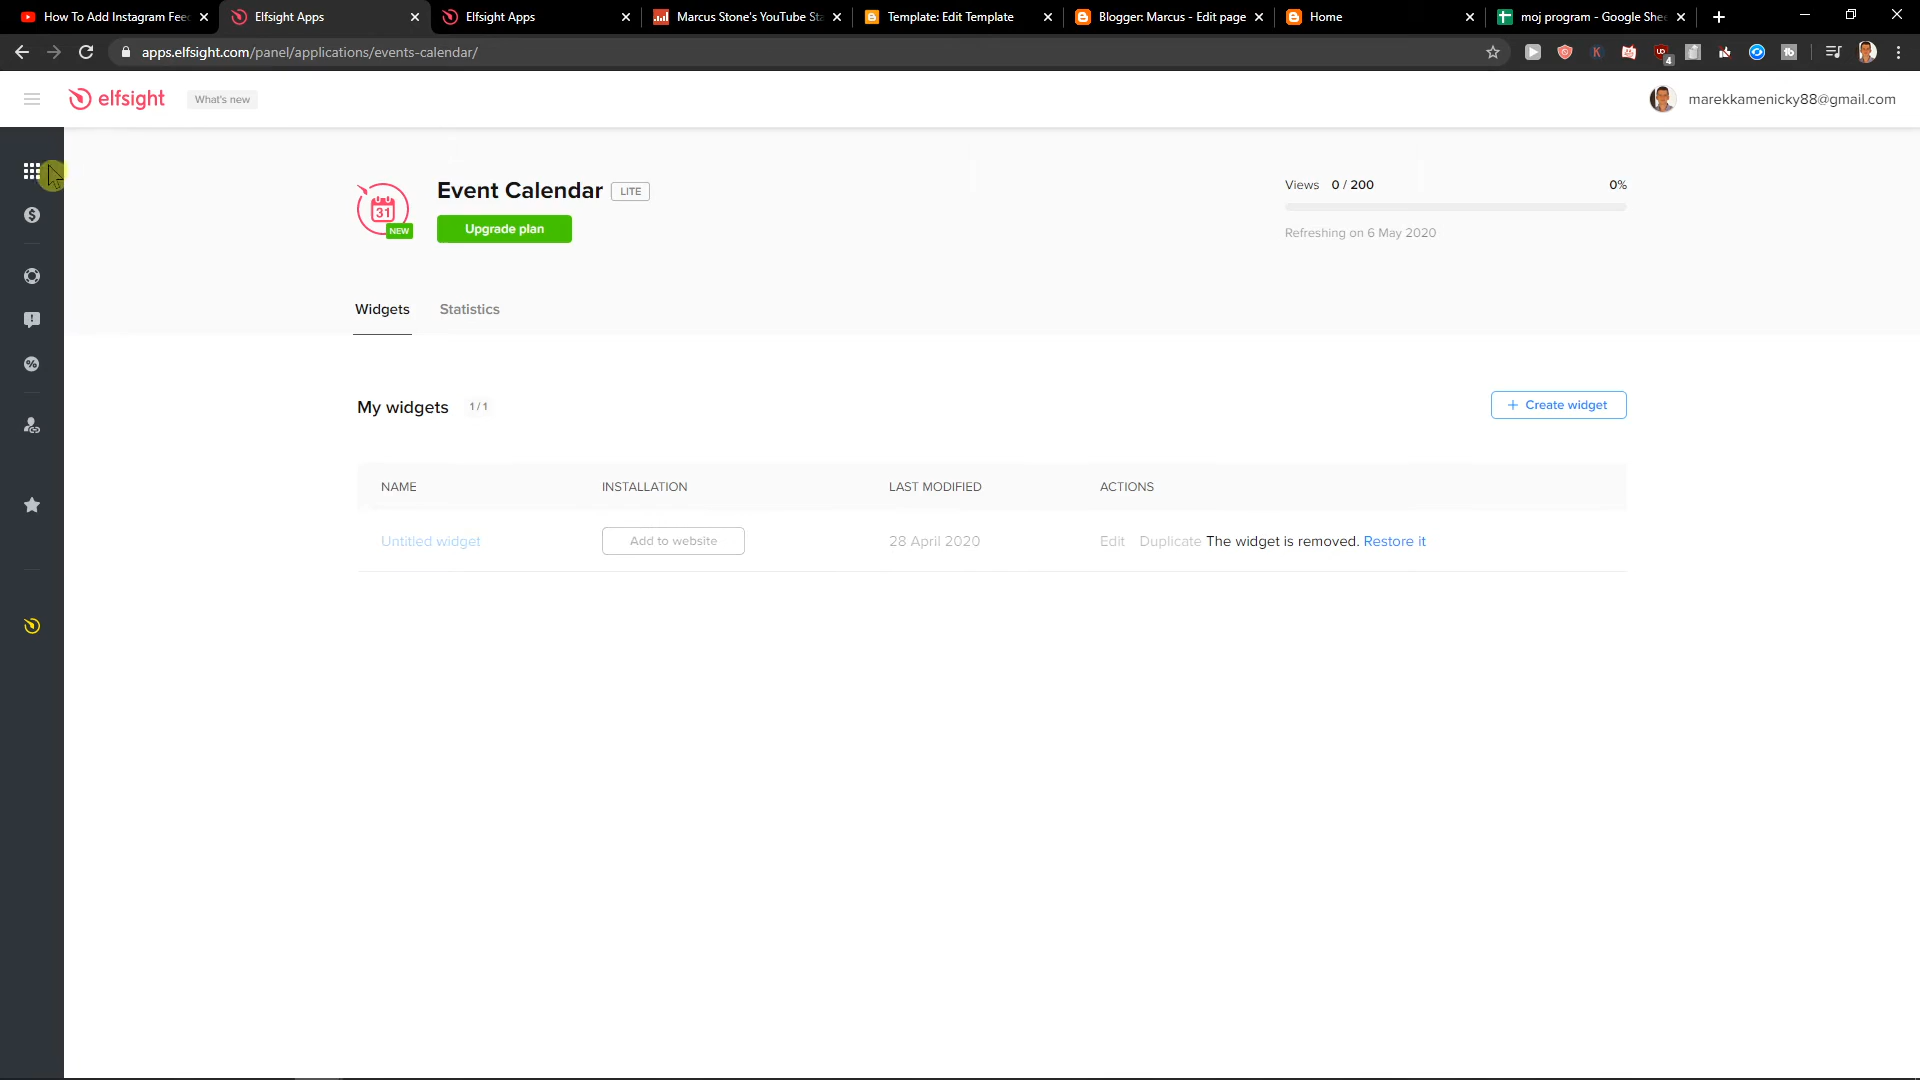 How To Add Instagram Fee
Elfsight Apps
Elfsight Apps
Marcus Stone's YouTube Sta
Template: Edit Template
Blogger: Marcus - Edit page
Home
moj program - Google Shee
apps.elfsight.com/panel/applications/events-calendar/
4
elfsight
What's new
marekkamenicky88@gmail.com
31
NEW
Event Calendar
LITE
Upgrade plan
Views 0 / 200
0%
Refreshing on 6 May 2020
Widgets
Statistics
My widgets
1 / 1
+ Create widget
NAME
INSTALLATION
LAST MODIFIED
ACTIONS
Untitled widget
Add to website
28 April 2020
Edit
Duplicate
The widget is removed. Restore it